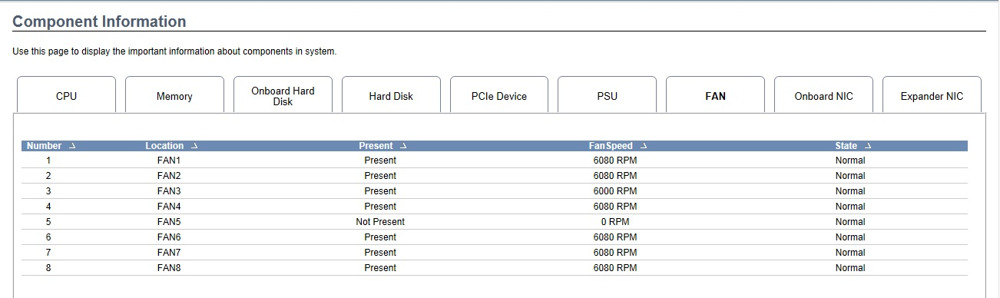 Component Information
Use this page to display the important information about components in system.
CPU
Memory
Onboard Hard
Disk
Hard Disk
PCIe Device
PSU
FAN
Onboard NIC
Expander NIC
Number Location Present FanSpeed State
1 FAN1 Present 6080 RPM Normal
2 FAN2 Present 6080 RPM Normal
3 FAN3 Present 6000 RPM Normal
4 FAN4 Present 6080 RPM Normal
5 FAN5 Not Present 0 RPM Normal
6 FAN6 Present 6080 RPM Normal
7 FAN7 Present 6080 RPM Normal
8 FAN8 Present 6080 RPM Normal